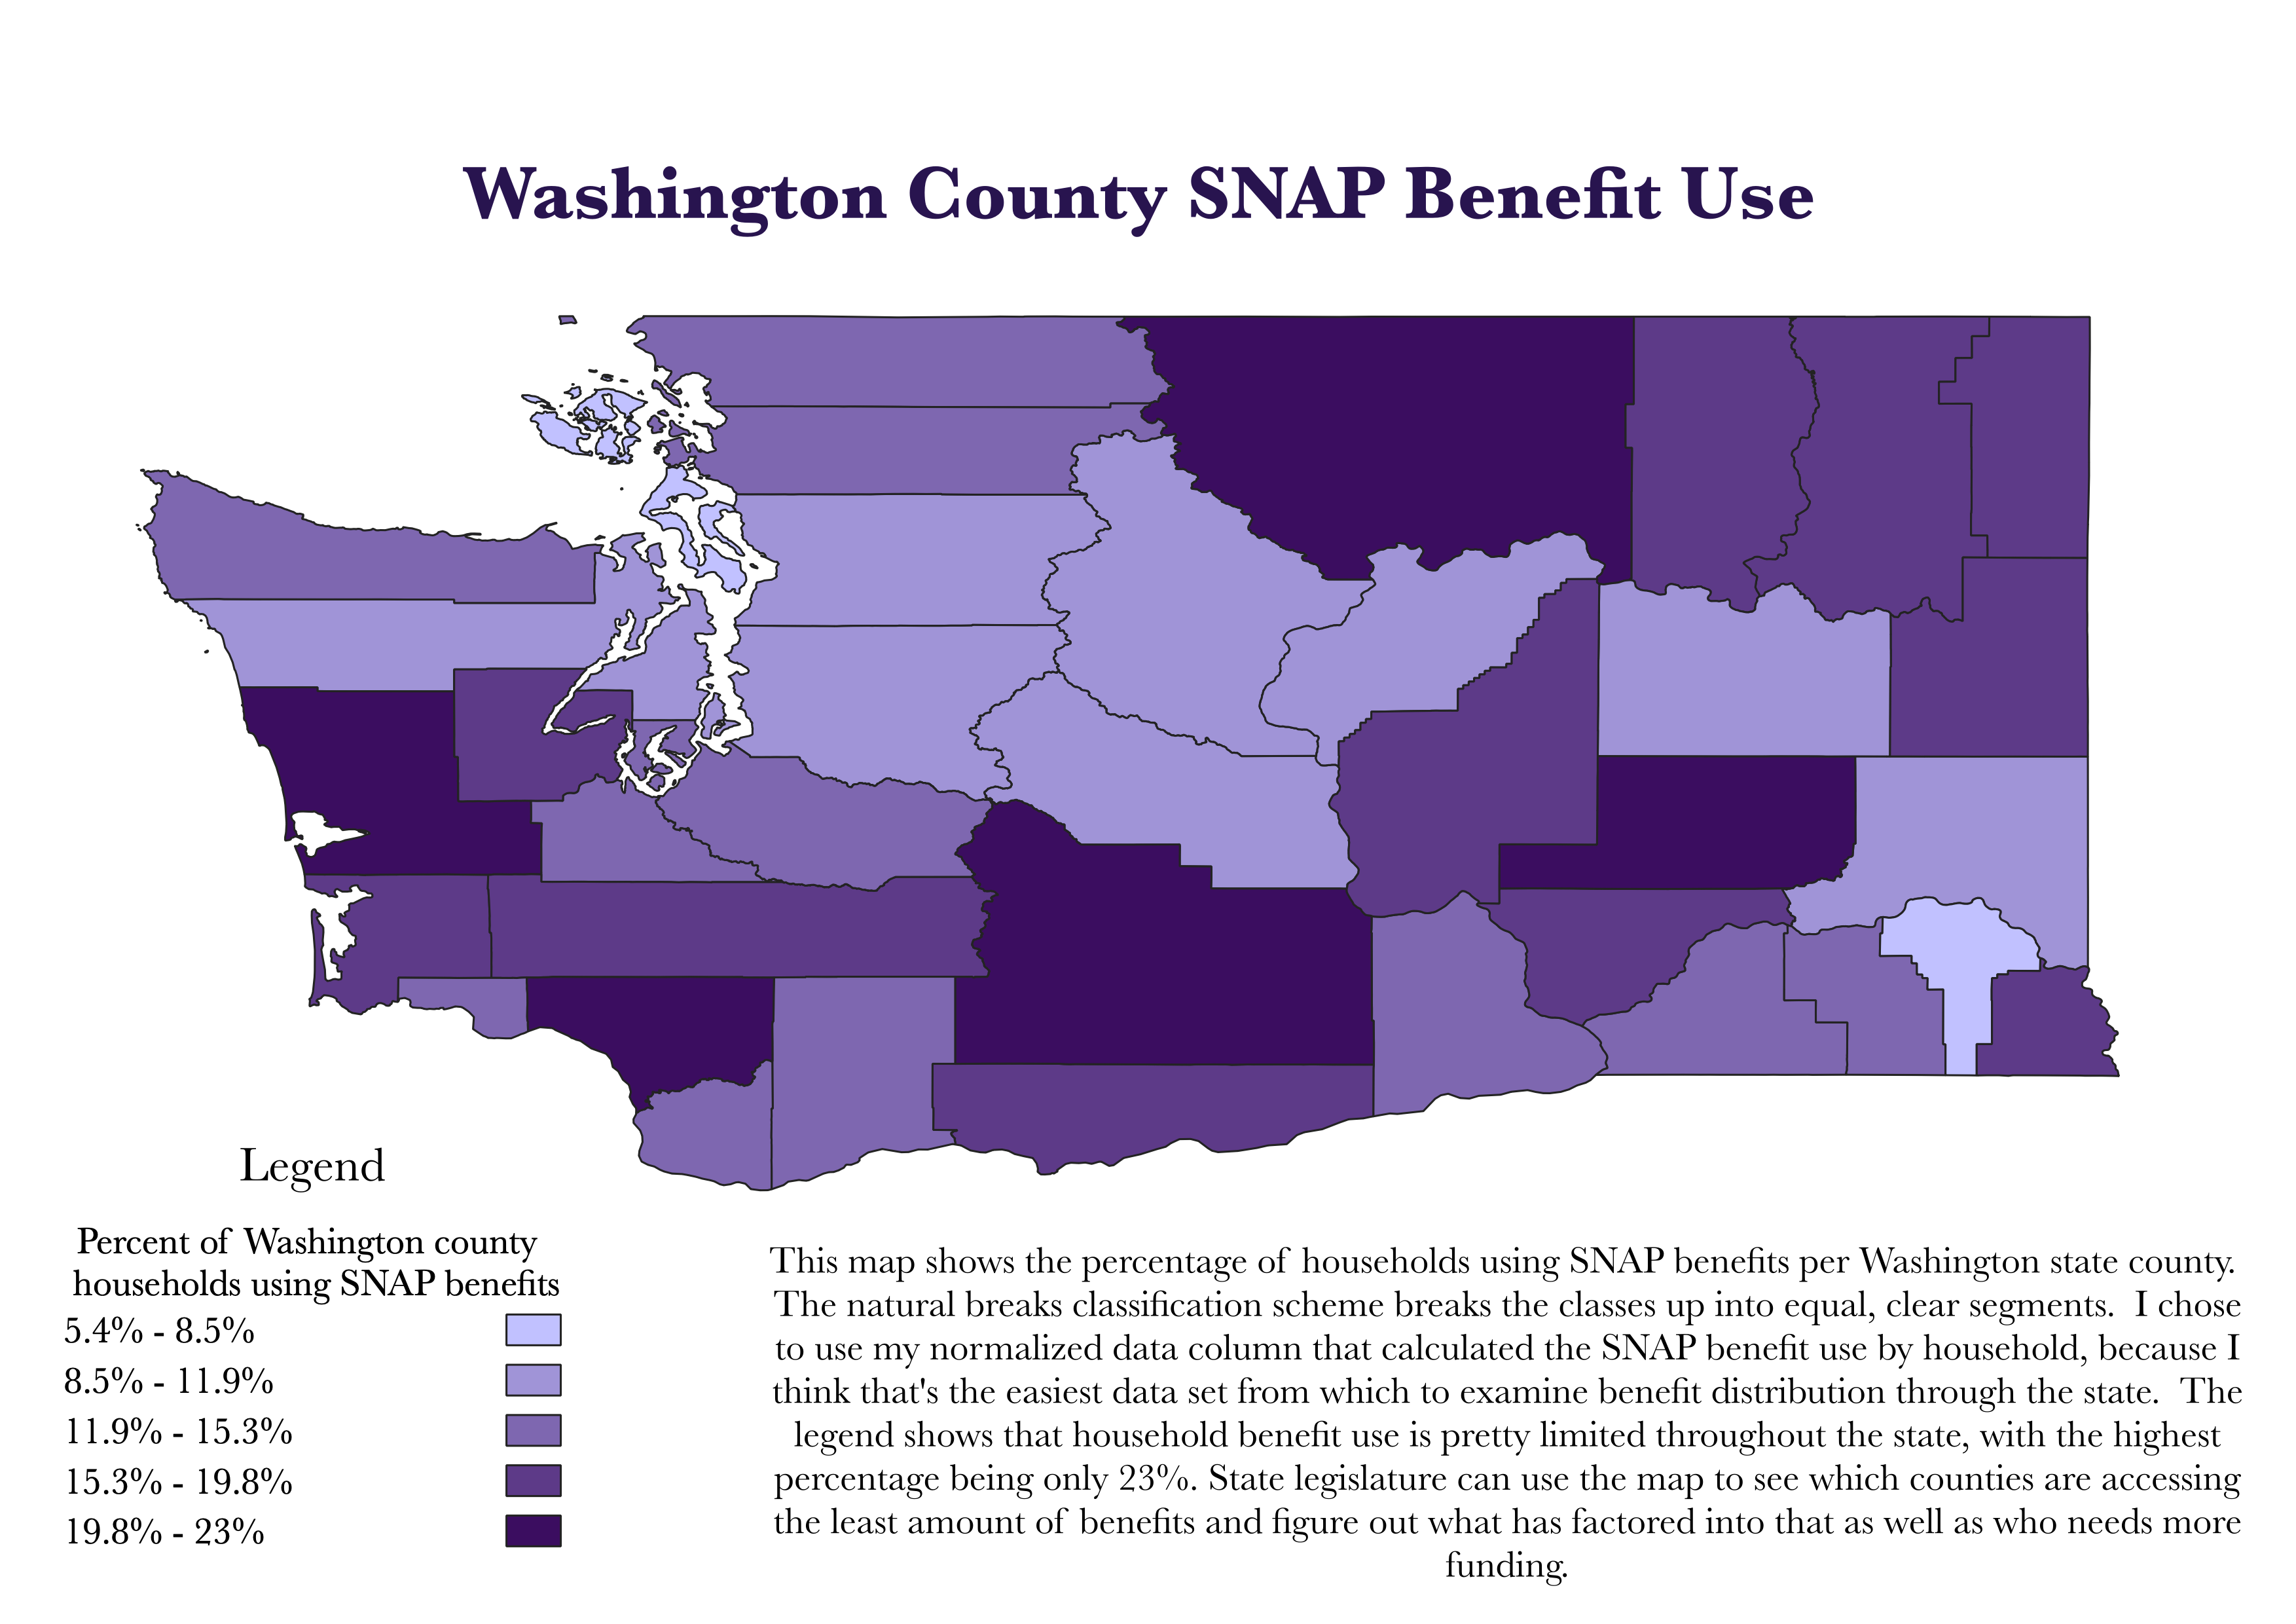 Washington County SNAP Benefit Use
Legend
Percent of Washington county
households using SNAP benefits
5.4% - 8.5%
8.5% - 11.9%
11.9% - 15.3%
15.3% - 19.8%
19.8% - 23%
This map shows the percentage of households using SNAP benefits per Washington state county.
The natural breaks classification scheme breaks the classes up into equal, clear segments.  I chose
to use my normalized data column that calculated the SNAP benefit use by household, because I
think that's the easiest data set from which to examine benefit distribution through the state.  The
legend shows that household benefit use is pretty limited throughout the state, with the highest
percentage being only 23%. State legislature can use the map to see which counties are accessing
the least amount of benefits and figure out what has factored into that as well as who needs more
funding.